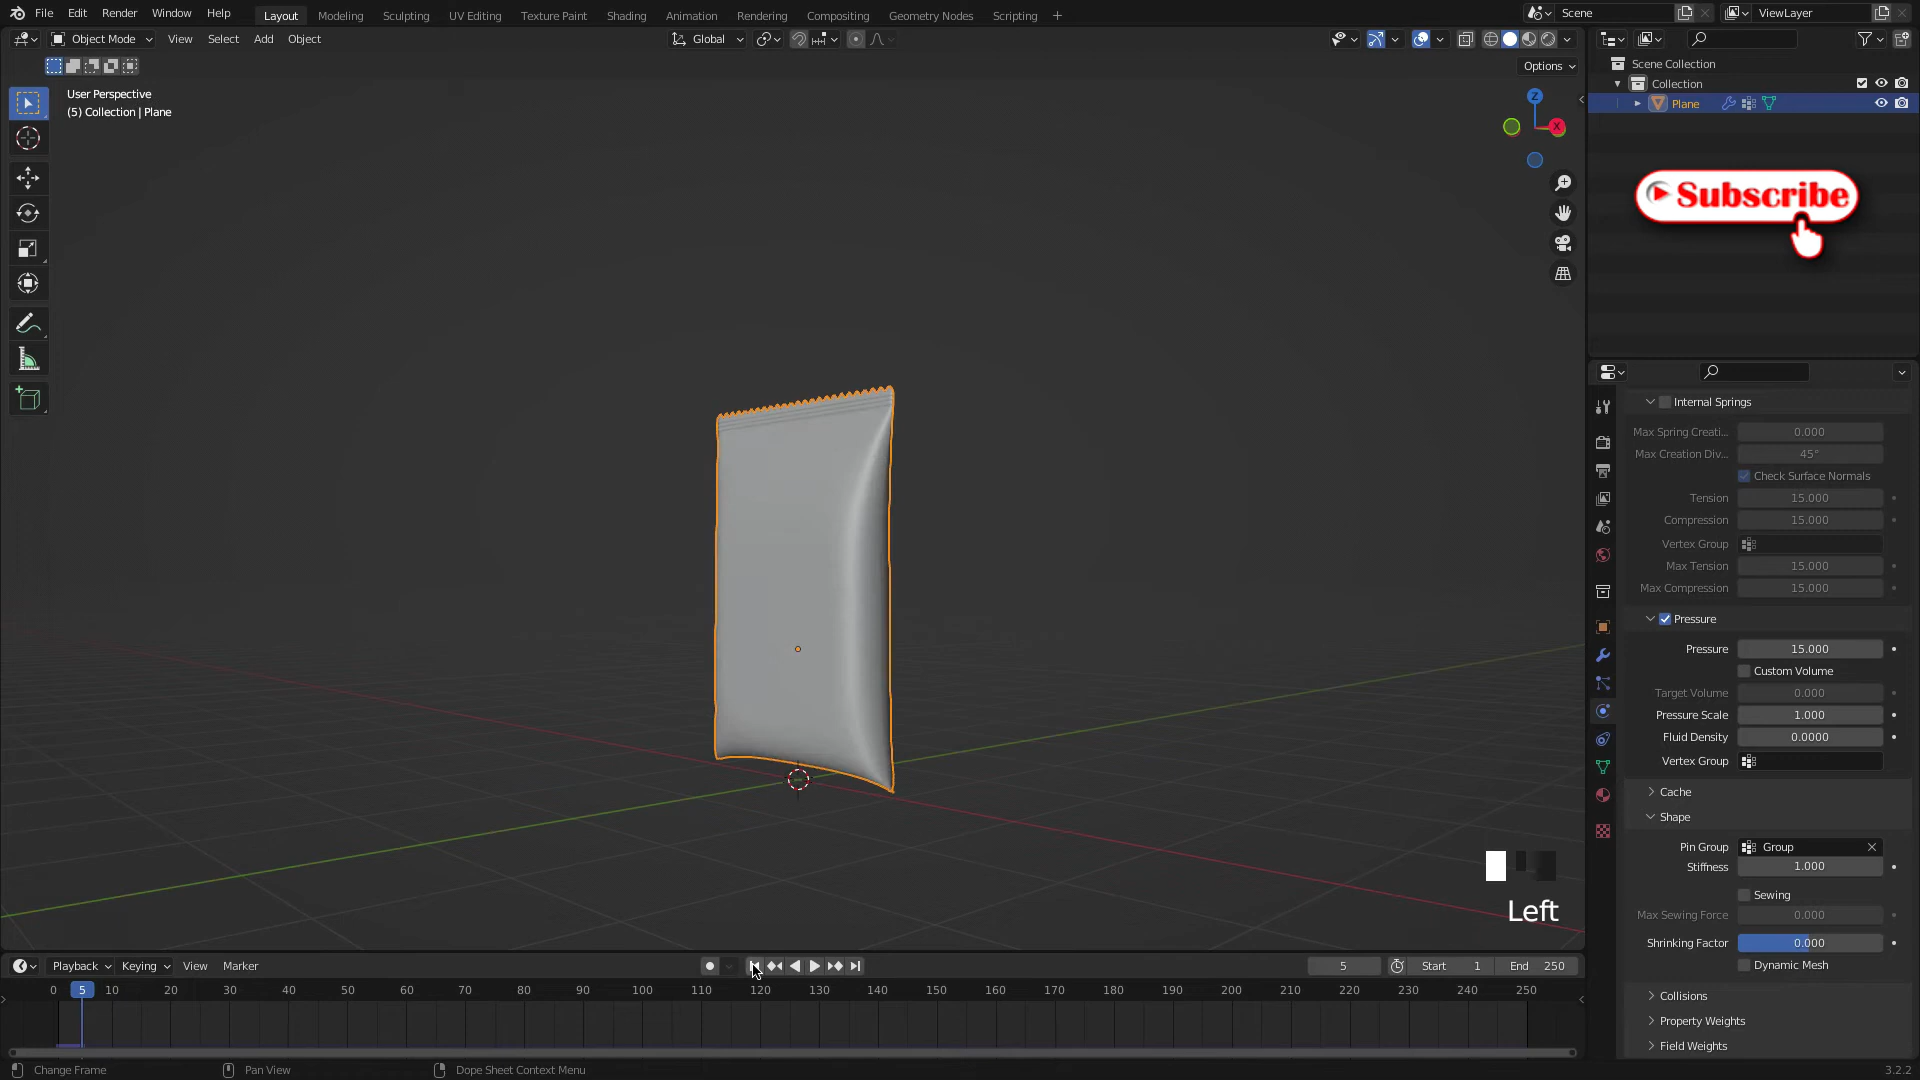 File Edit Render Window Help Layout Modeling Sculpting UV Editing Texture Paint Shading Animation Rendering Compositing Geometry Nodes Scripting + Scene ViewLayer
Object Mode View Select Add Object Global
Options
User Perspective
(5) Collection | Plane
Z
X
Scene Collection
Collection
Plane
Subscribe
Internal Springs
Max Spring Creati... 0.000
Max Creation Div... 45°
Check Surface Normals
Tension 15.000
Compression 15.000
Vertex Group
Max Tension 15.000
Max Compression 15.000
Pressure
Pressure 15.000
Custom Volume
Target Volume 0.000
Pressure Scale 1.000
Fluid Density 0.0000
Vertex Group
Cache
Shape
Pin Group Group
Stiffness 1.000
Sewing
Max Sewing Force 0.000
Shrinking Factor 0.000
Dynamic Mesh
Collisions
Property Weights
Field Weights
Left
Playback Keying View Marker 5 Start 1 End 250
0 5 10 20 30 40 50 60 70 80 90 100 110 120 130 140 150 160 170 180 190 200 210 220 230 240 250
Change Frame Pan View Dope Sheet Context Menu 3.2.2